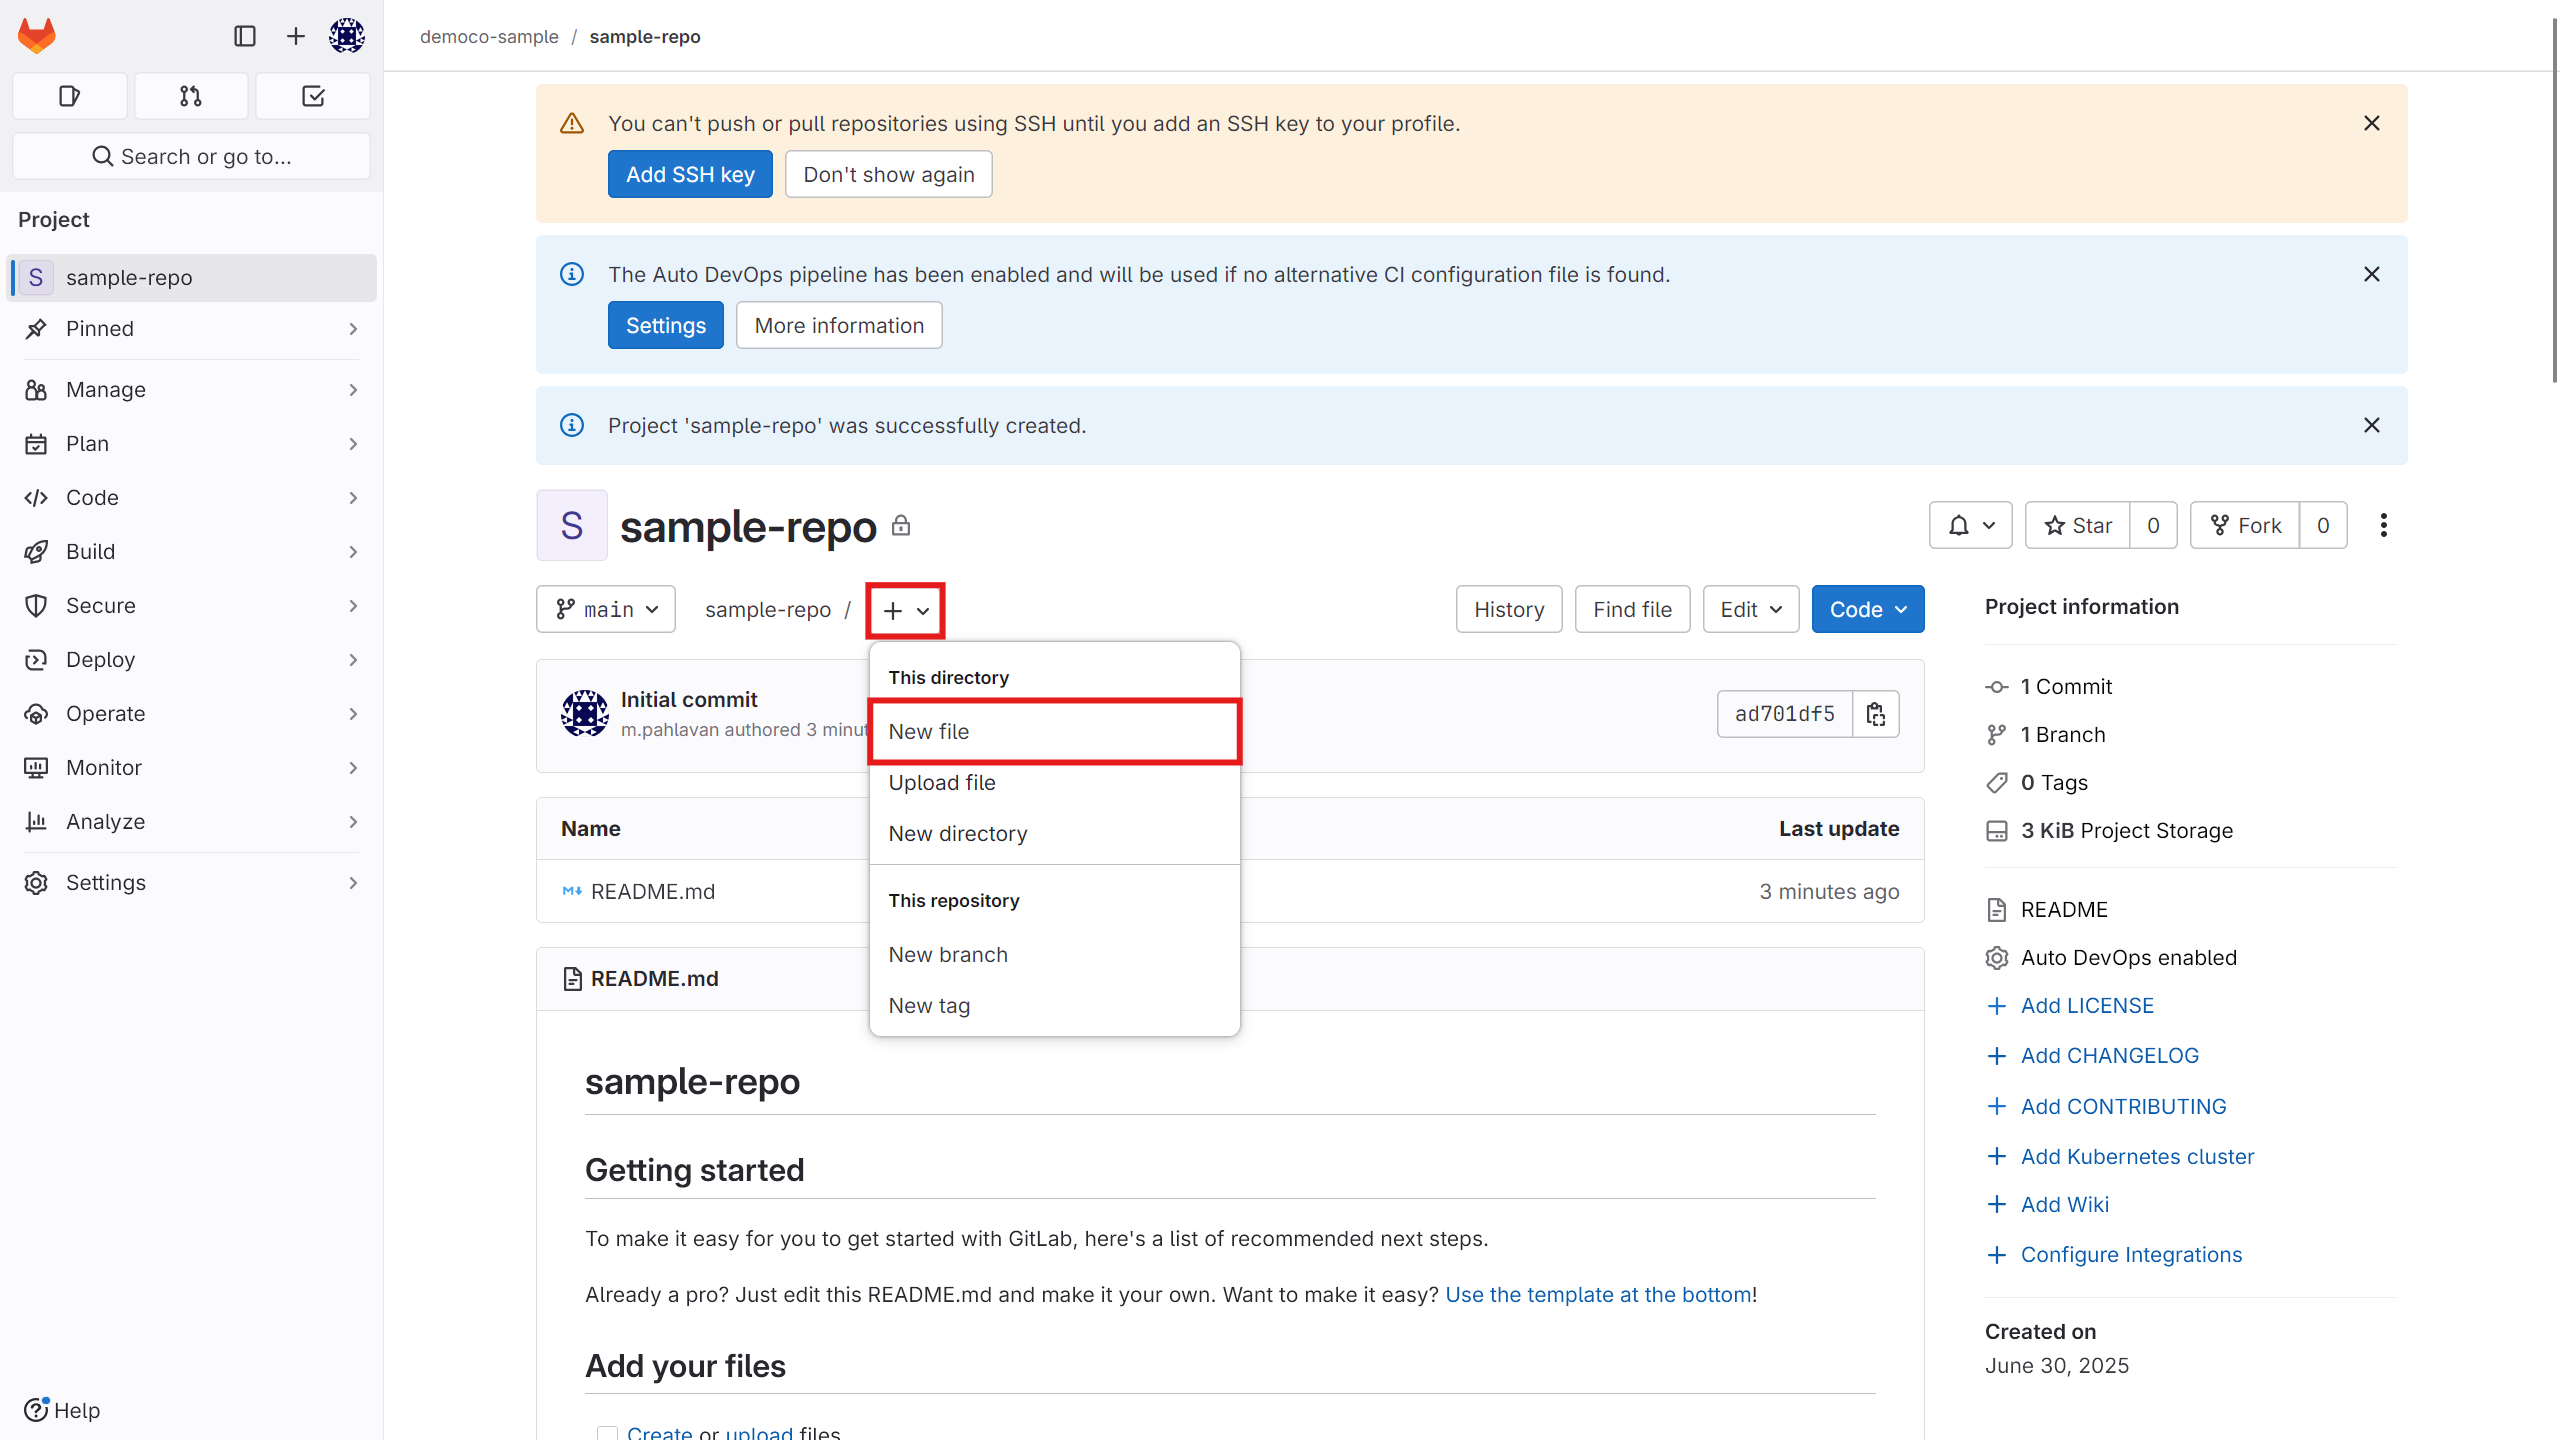 democo-sample / sample-repo
Search or go to...
Project
S sample-repo
Pinned
Manage
Plan
Code
Build
Secure
Deploy
Operate
Monitor
Analyze
Settings
Help
You can't push or pull repositories using SSH until you add an SSH key to your profile.
Add SSH key Don't show again
The Auto DevOps pipeline has been enabled and will be used if no alternative CI configuration file is found.
Settings More information
Project 'sample-repo' was successfully created.
S sample-repo
Star 0 Fork 0
main sample-repo / + History Find file Edit Code
This directory
New file
Upload file
New directory
This repository
New branch
New tag
Initial commit
m.pahlavan authored 3 minut
ad701df5
Name Last update
README.md 3 minutes ago
README.md
sample-repo
Getting started
To make it easy for you to get started with GitLab, here's a list of recommended next steps.
Already a pro? Just edit this README.md and make it your own. Want to make it easy? Use the template at the bottom!
Add your files
Create or upload files
Project information
1 Commit
1 Branch
0 Tags
3 KiB Project Storage
README
Auto DevOps enabled
Add LICENSE
Add CHANGELOG
Add CONTRIBUTING
Add Kubernetes cluster
Add Wiki
Configure Integrations
Created on
June 30, 2025